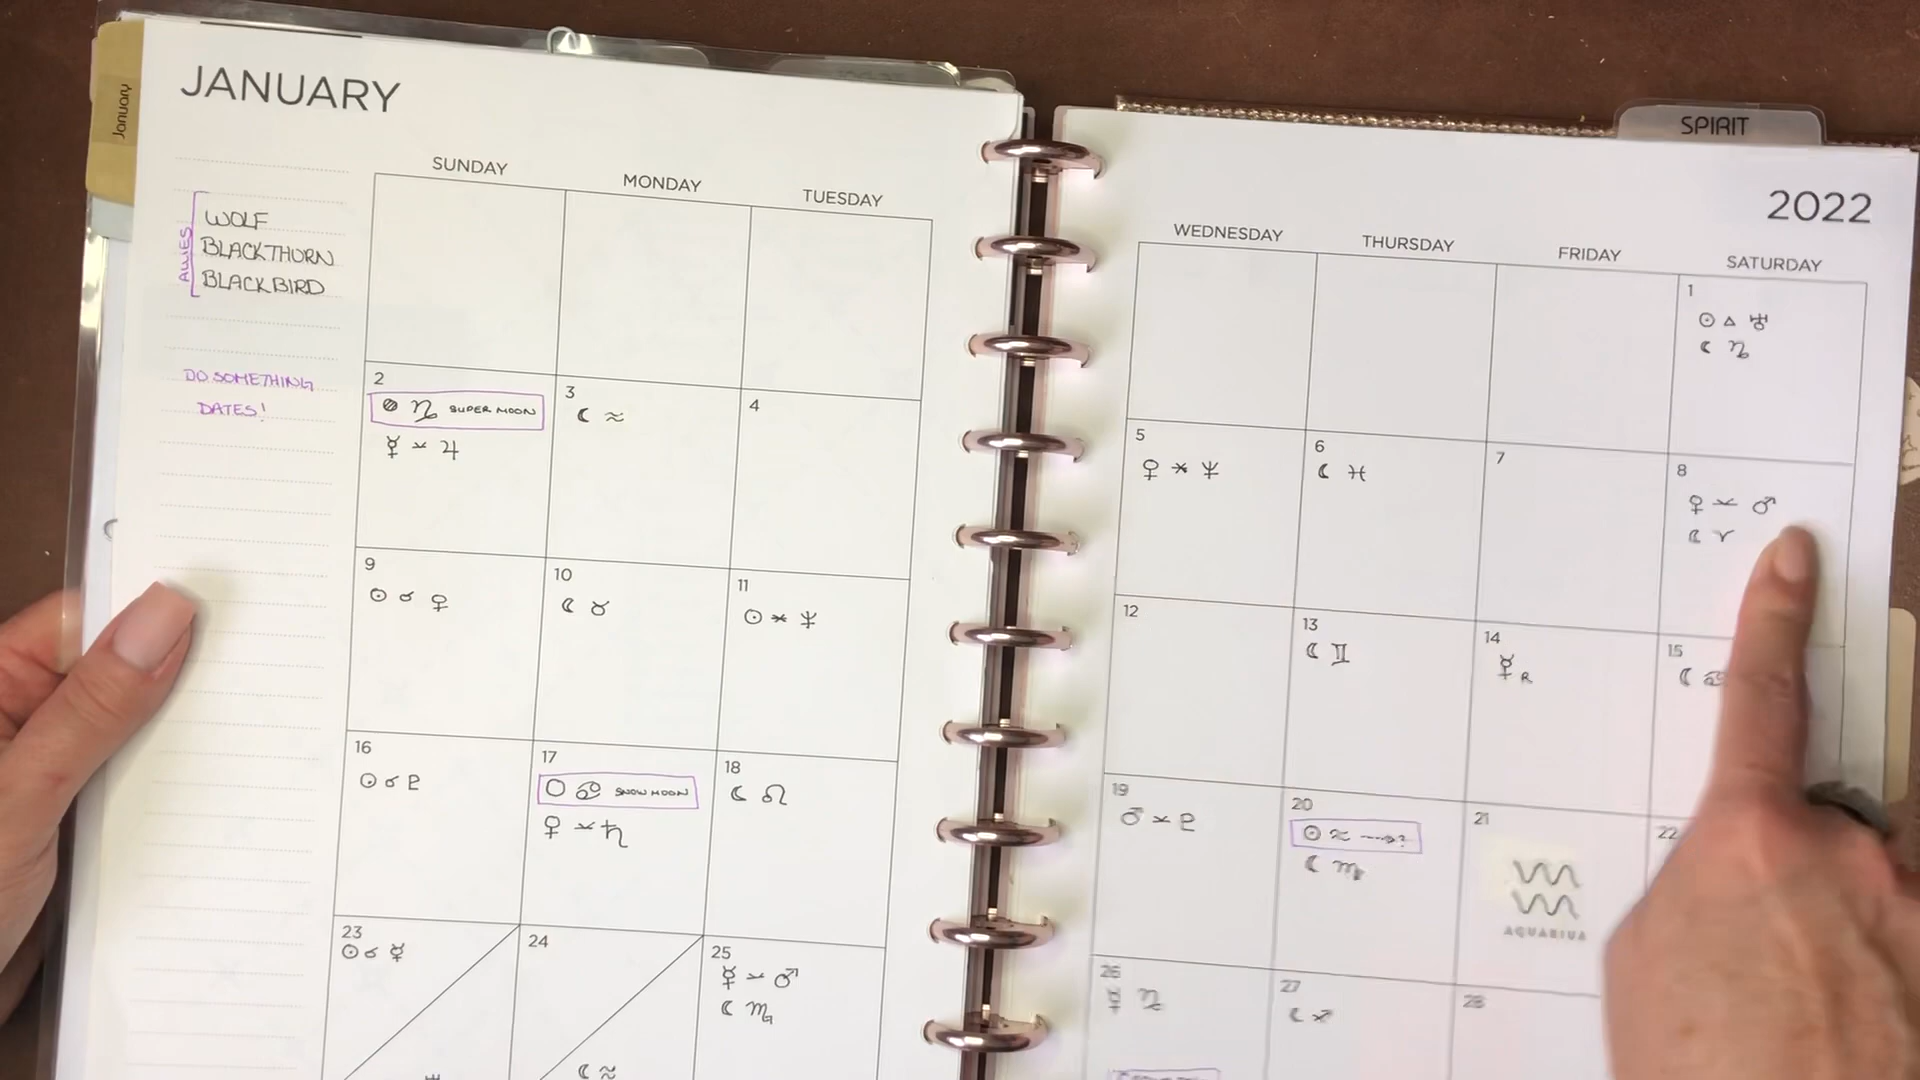 January
JANUARY
SPIRIT
2022
SUNDAY
MONDAY
TUESDAY
WEDNESDAY
THURSDAY
FRIDAY
SATURDAY
ALLIES
WOLF
BLACKTHORN
BLACKBIRD
DO SOMETHING
DATES!
1
☉ △ ♅
☾ ♑
2
♑ SUPER MOON
☿ ⚺ ♃
3
☾ ♒
4
5
♀ ⚹ ♆
6
☾ ♓
7
8
♀ ⚺ ♂
☾ ♈
9
☉ ☌ ♀
10
☾ ♉
11
☉ ⚹ ♆
12
13
☾ ♊
14
☿ R
15
☾ ♋
16
☉ ☌ ♇
17
○ ♋ SNOW MOON
♀ ⚺ ♄
18
☾ ♌
19
♂ ⚺ ♇
20
☉ ♒ ?
☾ ♍
21
AQUARIUA
22
23
☉ ☌ ☿
24
☾ ♒
25
☿ ⚺ ♂
☾ ♏
26
☿ ♑
27
☾ ♐
28